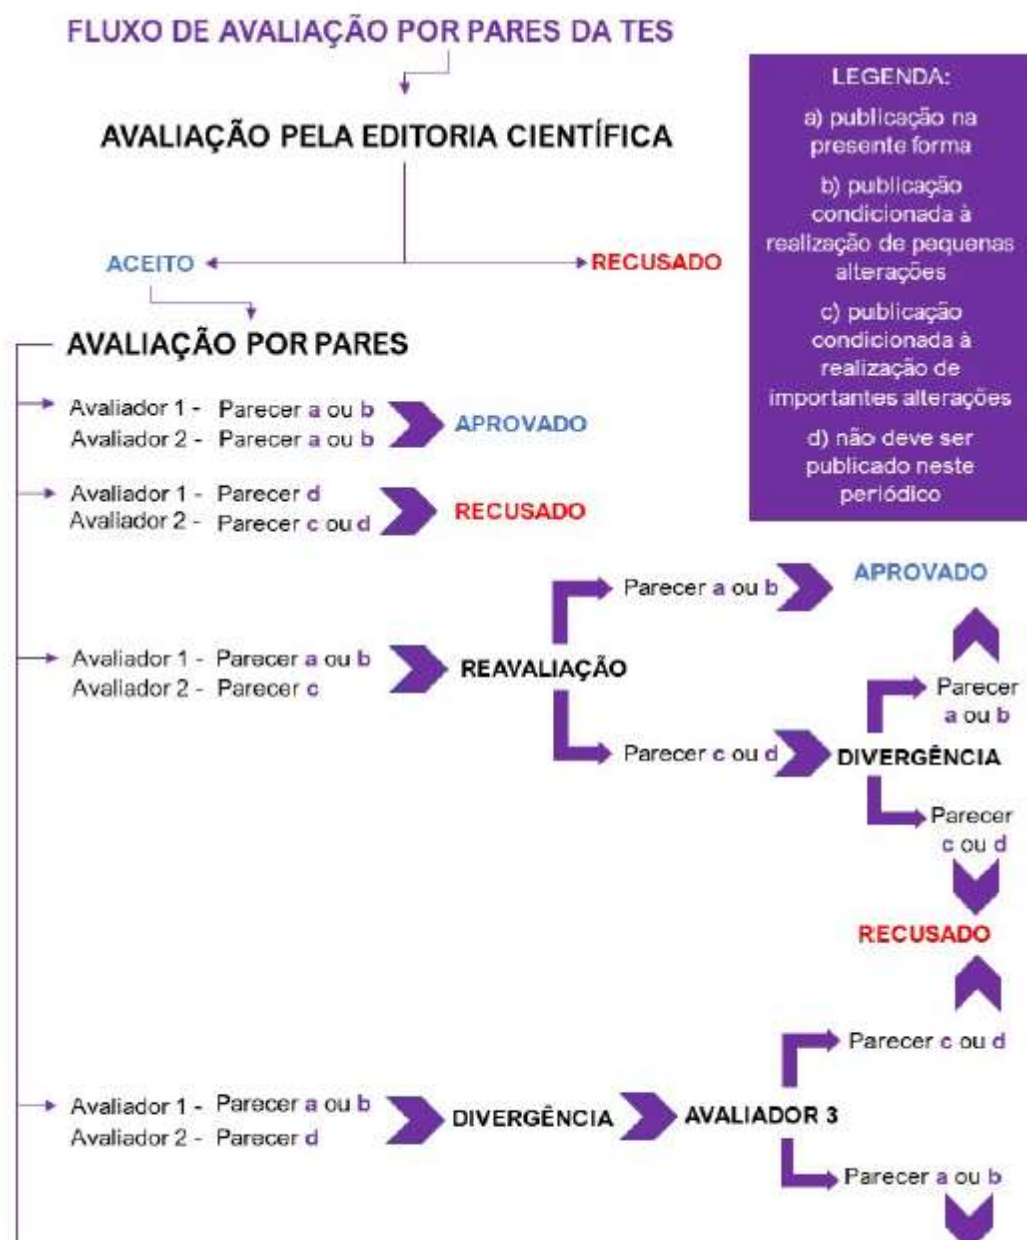 FLUXO DE AVALIAÇÃO POR PARES DA TES
AVALIAÇÃO PELA EDITORIA CIENTÍFICA
ACEITO
RECUSADO
LEGENDA:
a) publicação na
presente forma
b) publicação
condicionada à
realização de pequenas
alterações
c) publicação
condicionada à
realização de
importantes alterações
d) não deve ser
publicado neste
periódico
AVALIAÇÃO POR PARES
Avaliador 1 - Parecer a ou b
Avaliador 2 - Parecer a ou b
APROVADO
Avaliador 1 - Parecer d
Avaliador 2 - Parecer c ou d
RECUSADO
Avaliador 1 - Parecer a ou b
Avaliador 2 - Parecer c
REAVALIAÇÃO
Parecer a ou b
APROVADO
Parecer c ou d
DIVERGÊNCIA
Parecer
a ou b
Parecer
c ou d
RECUSADO
Avaliador 1 - Parecer a ou b
Avaliador 2 - Parecer d
DIVERGÊNCIA
AVALIADOR 3
Parecer c ou d
Parecer a ou b